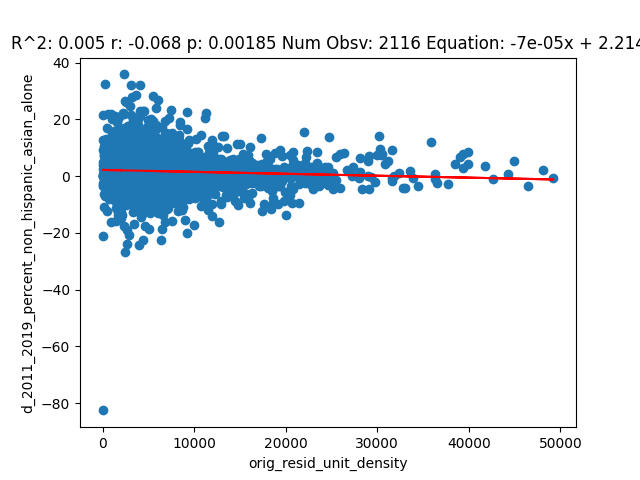 R^2: 0.005 r: -0.068 p: 0.00185 Num Obsv: 2116 Equation: -7e-05x + 2.214
d_2011_2019_percent_non_hispanic_asian_alone
40
20
0
−20
−40
−60
−80
0 10000 20000 30000 40000 50000
orig_resid_unit_density